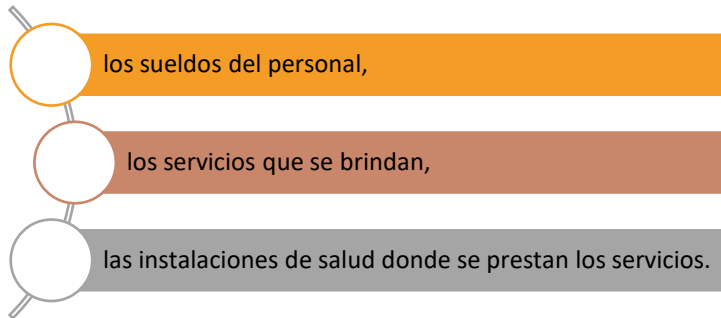 los sueldos del personal,
los servicios que se brindan,
las instalaciones de salud donde se prestan los servicios.